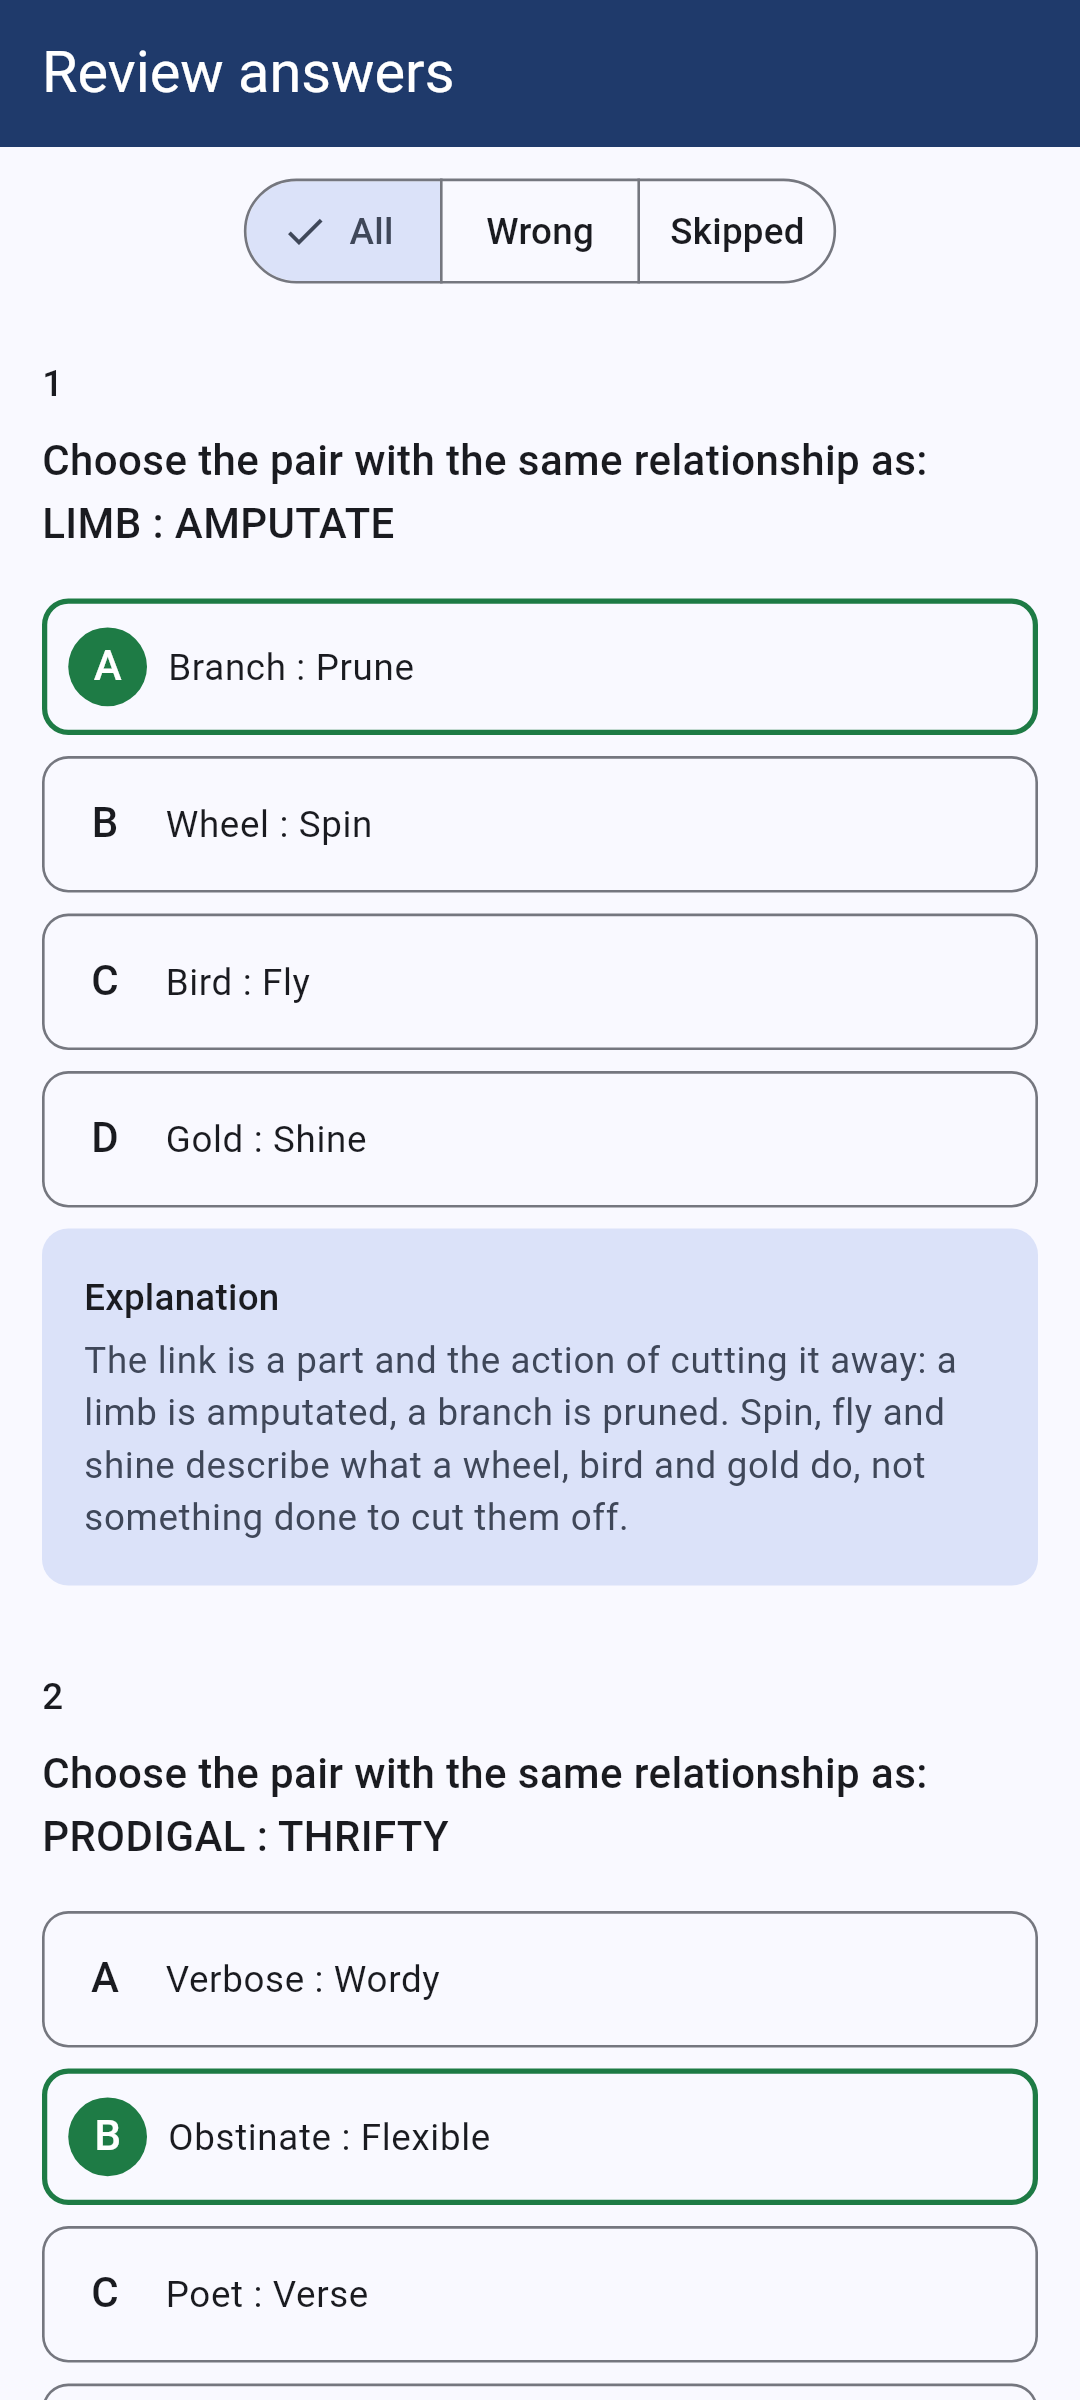 Review answers
All
Wrong
Skipped
1
Choose the pair with the same relationship as:
LIMB : AMPUTATE
A Branch : Prune
B Wheel : Spin
C Bird : Fly
D Gold : Shine
Explanation
The link is a part and the action of cutting it away: a
limb is amputated, a branch is pruned. Spin, fly and
shine describe what a wheel, bird and gold do, not
something done to cut them off.
2
Choose the pair with the same relationship as:
PRODIGAL : THRIFTY
A Verbose : Wordy
B Obstinate : Flexible
C Poet : Verse